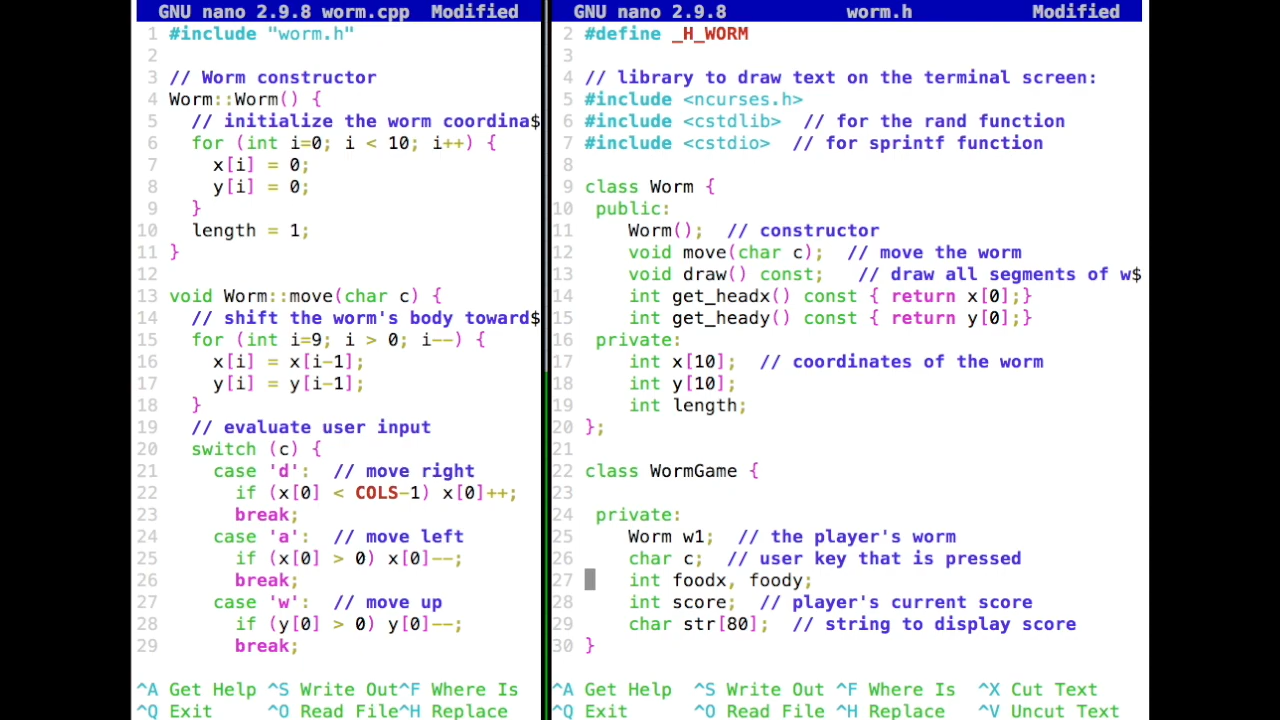 GNU nano 2.9.8 worm.cpp Modified
1 #include "worm.h"
2
3 // Worm constructor
4 Worm::Worm() {
5 // initialize the worm coordina$
6 for (int i=0; i < 10; i++) {
7 x[i] = 0;
8 y[i] = 0;
9 }
10 length = 1;
11 }
12
13 void Worm::move(char c) {
14 // shift the worm's body toward$
15 for (int i=9; i > 0; i--) {
16 x[i] = x[i-1];
17 y[i] = y[i-1];
18 }
19 // evaluate user input
20 switch (c) {
21 case 'd': // move right
22 if (x[0] < COLS-1) x[0]++;
23 break;
24 case 'a': // move left
25 if (x[0] > 0) x[0]--;
26 break;
27 case 'w': // move up
28 if (y[0] > 0) y[0]--;
29 break;
^A Get Help ^S Write Out^F Where Is
^Q Exit ^O Read File^H Replace
GNU nano 2.9.8 worm.h Modified
2 #define _H_WORM
3
4 // library to draw text on the terminal screen:
5 #include <ncurses.h>
6 #include <cstdlib> // for the rand function
7 #include <cstdio> // for sprintf function
8
9 class Worm {
10 public:
11 Worm(); // constructor
12 void move(char c); // move the worm
13 void draw() const; // draw all segments of w$
14 int get_headx() const { return x[0];}
15 int get_heady() const { return y[0];}
16 private:
17 int x[10]; // coordinates of the worm
18 int y[10];
19 int length;
20 };
21
22 class WormGame {
23
24 private:
25 Worm w1; // the player's worm
26 char c; // user key that is pressed
27 int foodx, foody;
28 int score; // player's current score
29 char str[80]; // string to display score
30 }
^A Get Help ^S Write Out ^F Where Is ^X Cut Text
^Q Exit ^O Read File ^H Replace ^V Uncut Text